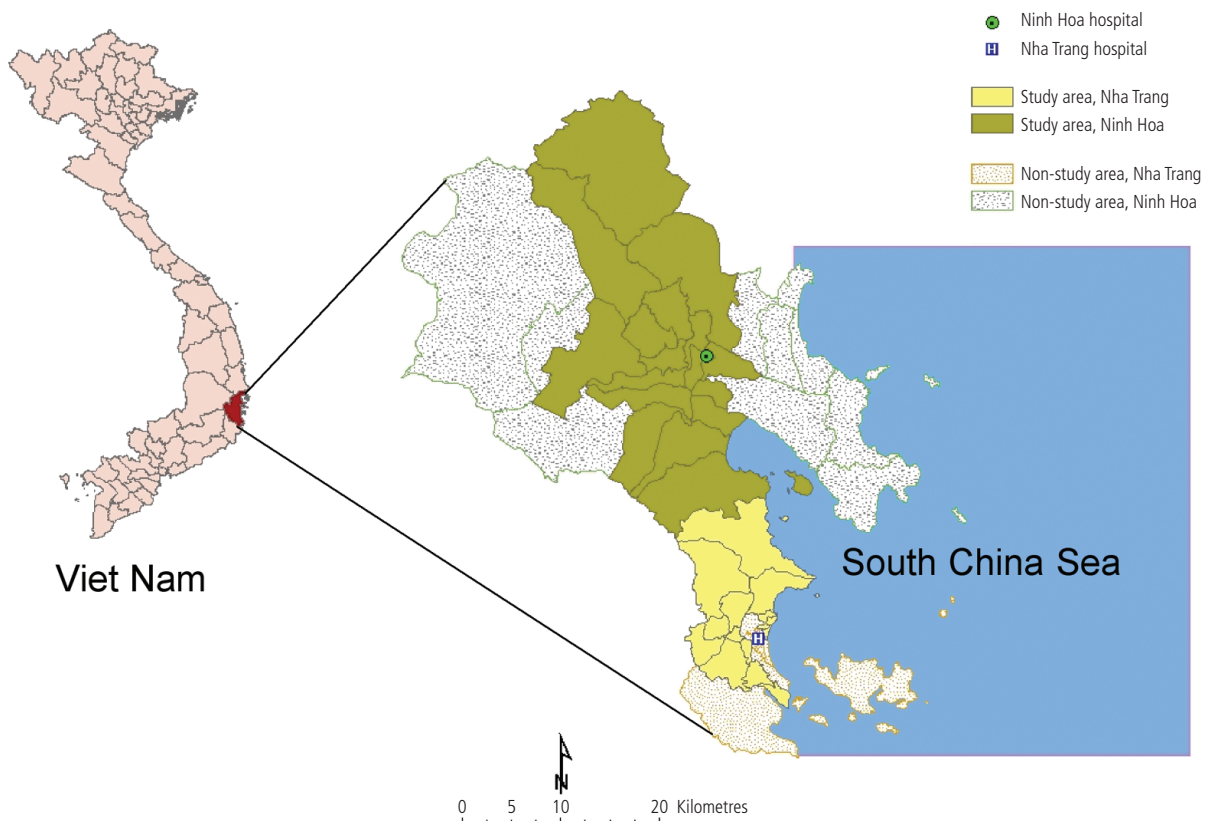 Ninh Hoa hospital
H Nha Trang hospital
Study area, Nha Trang
Study area, Ninh Hoa
Non-study area, Nha Trang
Non-study area, Ninh Hoa
Viet Nam
South China Sea
H
N
0 5 10 20 Kilometres